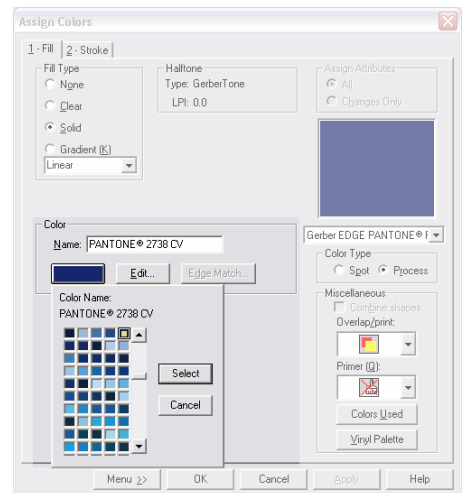 Assign Colors
1 - Fill
2 - Stroke
Fill Type
None
Clear
Solid
Gradient (K)
Linear
Halftone
Type: GerberTone
LPI: 0.0
Assign Attributes
All
Changes Only
Color
Name: PANTONE® 2738 CV
Edit...
Edge Match...
Color Name:
PANTONE® 2738 CV
Select
Cancel
Gerber EDGE PANTONE®
Color Type
Spot
Process
Miscellaneous
Combine shapes
Overlap/print:
Primer (Q):
Colors Used
Vinyl Palette
Menu >>
OK
Cancel
Apply
Help